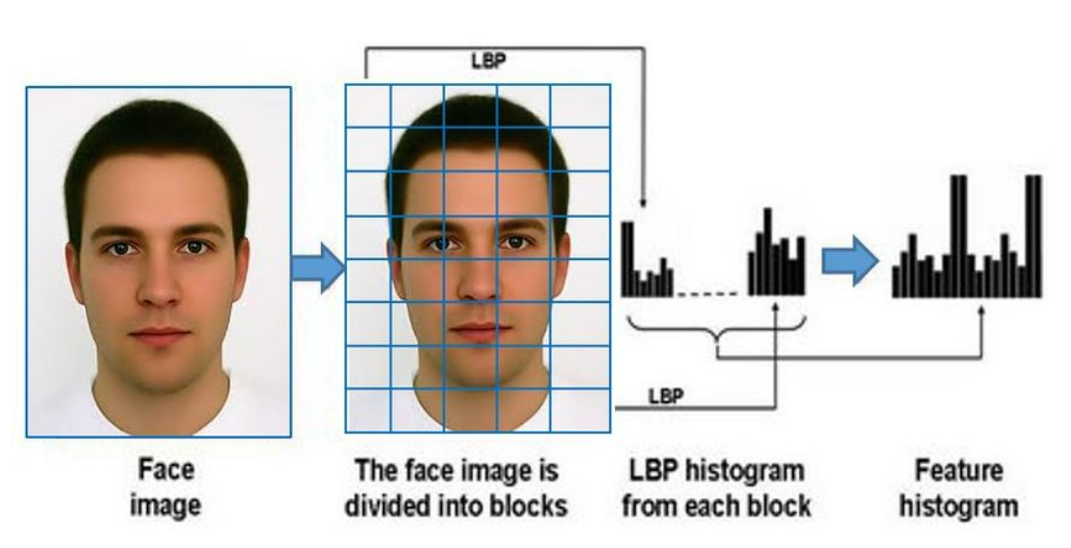 LBP
LBP
Face
image
The face image is
divided into blocks
LBP histogram
from each block
Feature
histogram